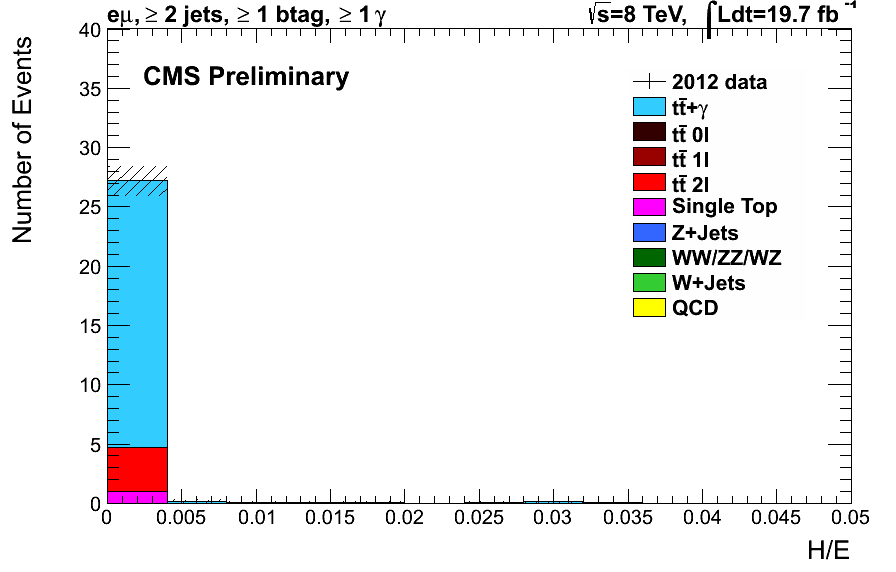 eμ, ≥ 2 jets, ≥ 1 btag, ≥ 1 γ
√s=8 TeV, ∫Ldt=19.7 fb⁻¹
CMS Preliminary
2012 data
tt̄+γ
tt̄ 0l
tt̄ 1l
tt̄ 2l
Single Top
Z+Jets
WW/ZZ/WZ
W+Jets
QCD
Number of Events
40
35
30
25
20
15
10
5
0
0 0.005 0.01 0.015 0.02 0.025 0.03 0.035 0.04 0.045 0.05
H/E